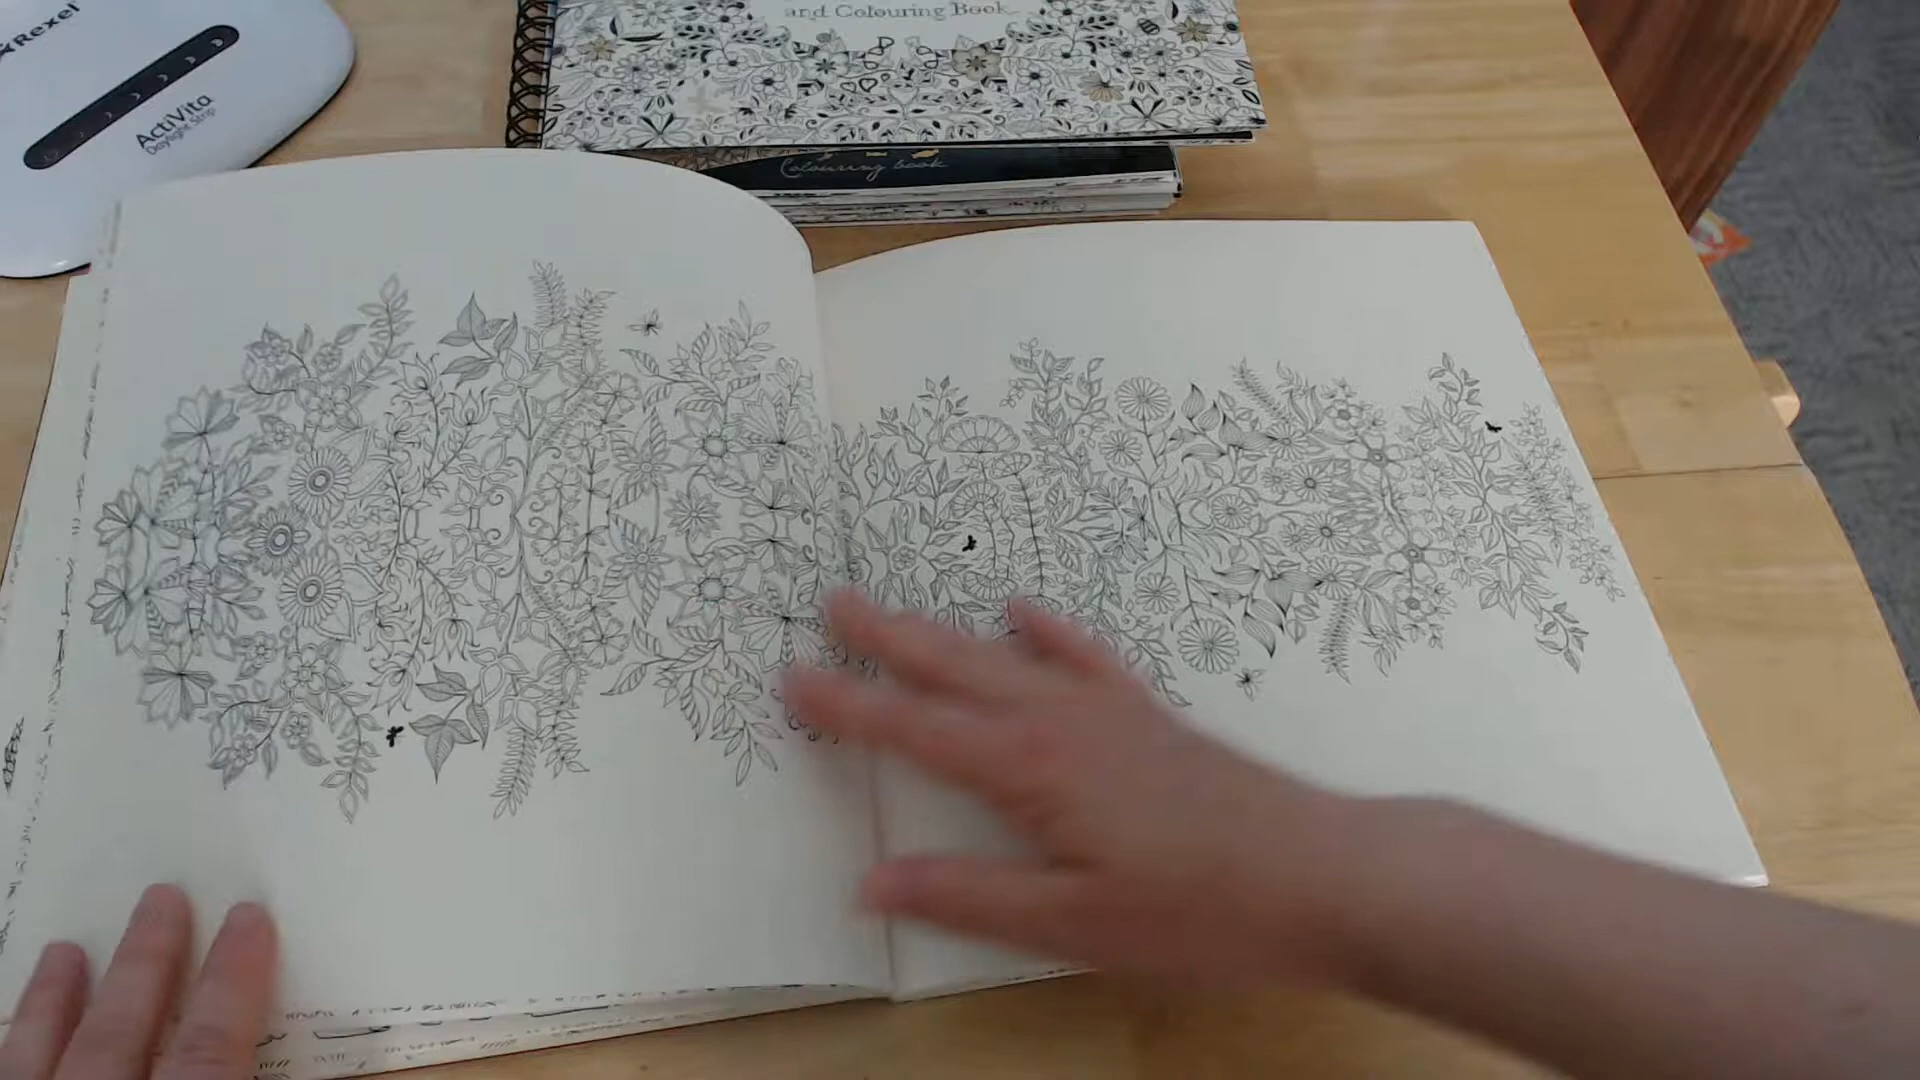 Rexel
ActiVita
Daylight Strip
and Colouring Book
Colouring book